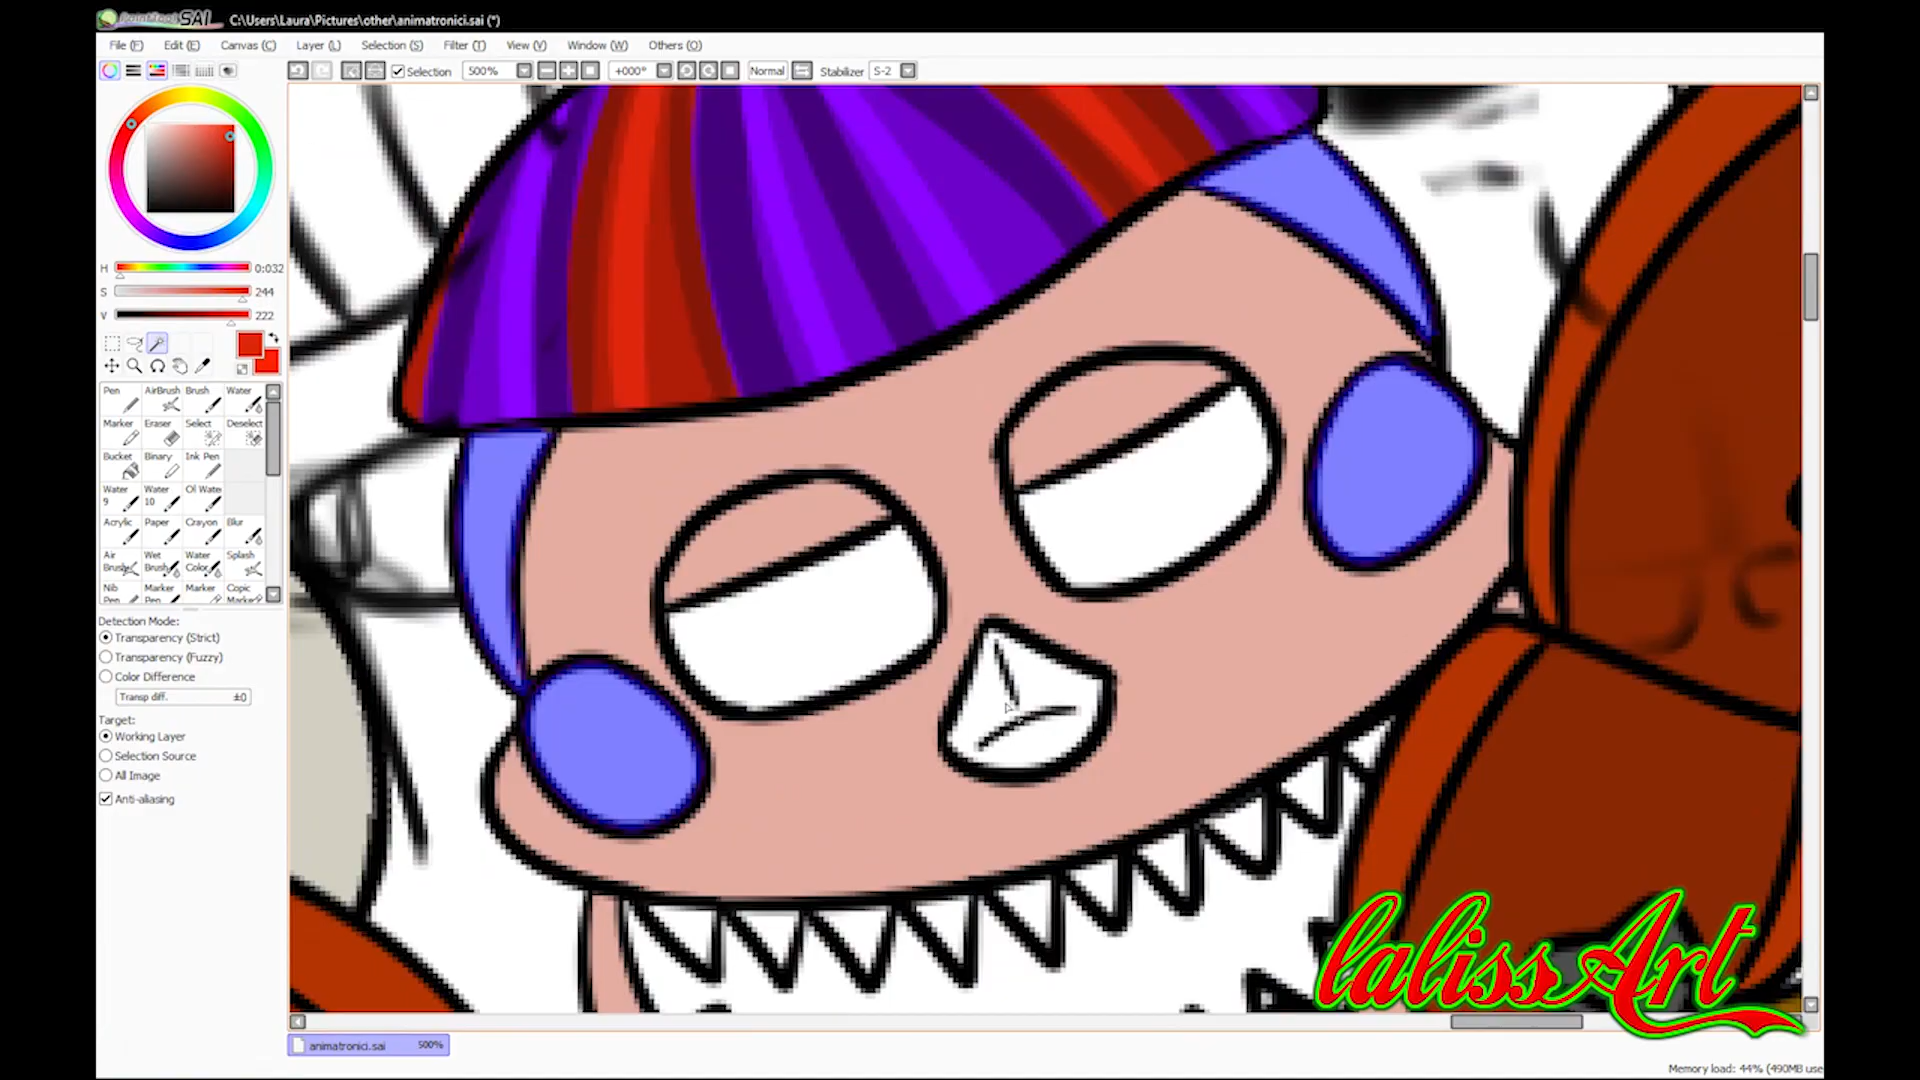 PaintTool SAI C:\Users\Laura\Pictures\other\animatronici.sai (*)
File (F) Edit (E) Canvas (C) Layer (L) Selection (S) Filter (T) View (V) Window (W) Others (O)
Selection 500% +000° Normal Stabilizer S-2
H 0:032
S 244
V 222
Pen AirBrush Brush Water
Marker Eraser Select Deselect
Bucket Binary Ink Pen
Water 9 Water 10 Oil Wate
Acrylic Paper Crayon Blur
Air Brush Wet Brush Water Color Splash
Nib Pen Marker Pen Marker Copic Marke
Detection Mode:
Transparency (Strict)
Transparency (Fuzzy)
Color Difference
Transp diff. ±0
Target:
Working Layer
Selection Source
All Image
Anti-aliasing
lalissArt
animatronici.sai 500%
Memory load: 44% (490MB use